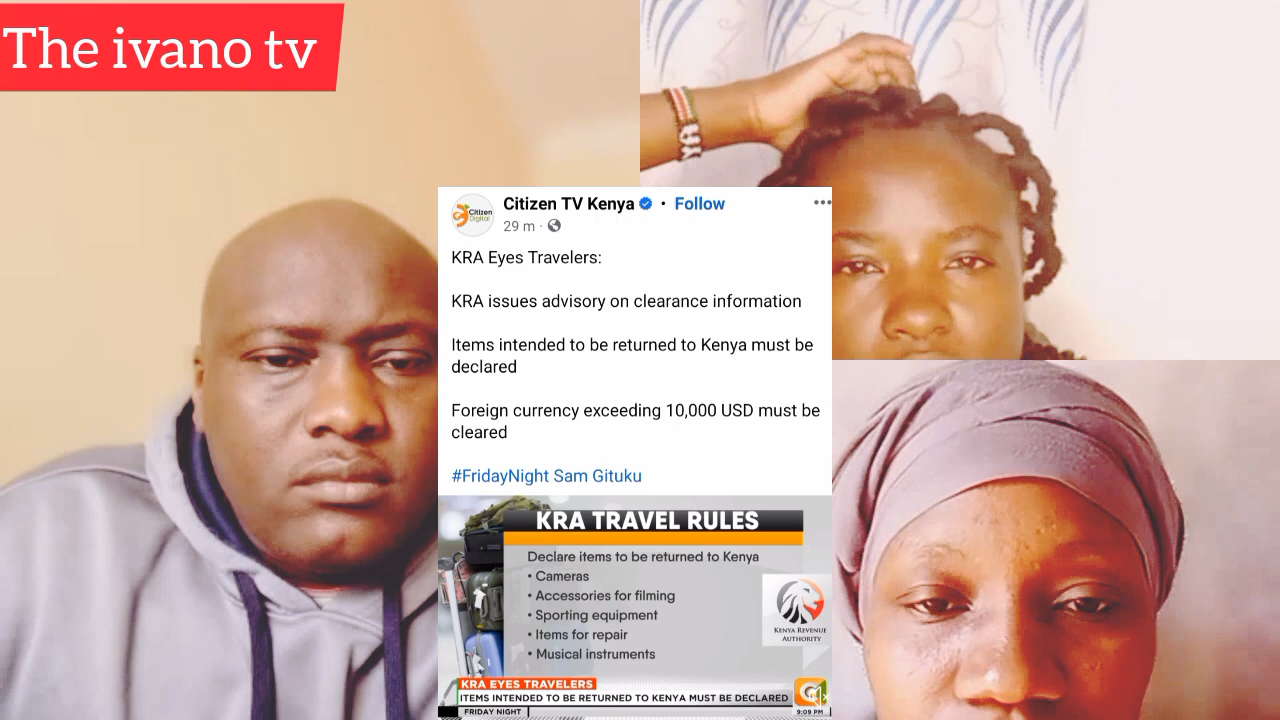 The ivano tv
Citizen TV Kenya • Follow
Citizen
Digital
29 m ·
KRA Eyes Travelers:
KRA issues advisory on clearance information
Items intended to be returned to Kenya must be
declared
Foreign currency exceeding 10,000 USD must be
cleared
#FridayNight Sam Gituku
KRA TRAVEL RULES
Declare items to be returned to Kenya
• Cameras
• Accessories for filming
• Sporting equipment
• Items for repair
• Musical instruments
KENYA REVENUE
AUTHORITY
KRA EYES TRAVELERS
ITEMS INTENDED TO BE RETURNED TO KENYA MUST BE DECLARED
FRIDAY NIGHT
9:09 PM